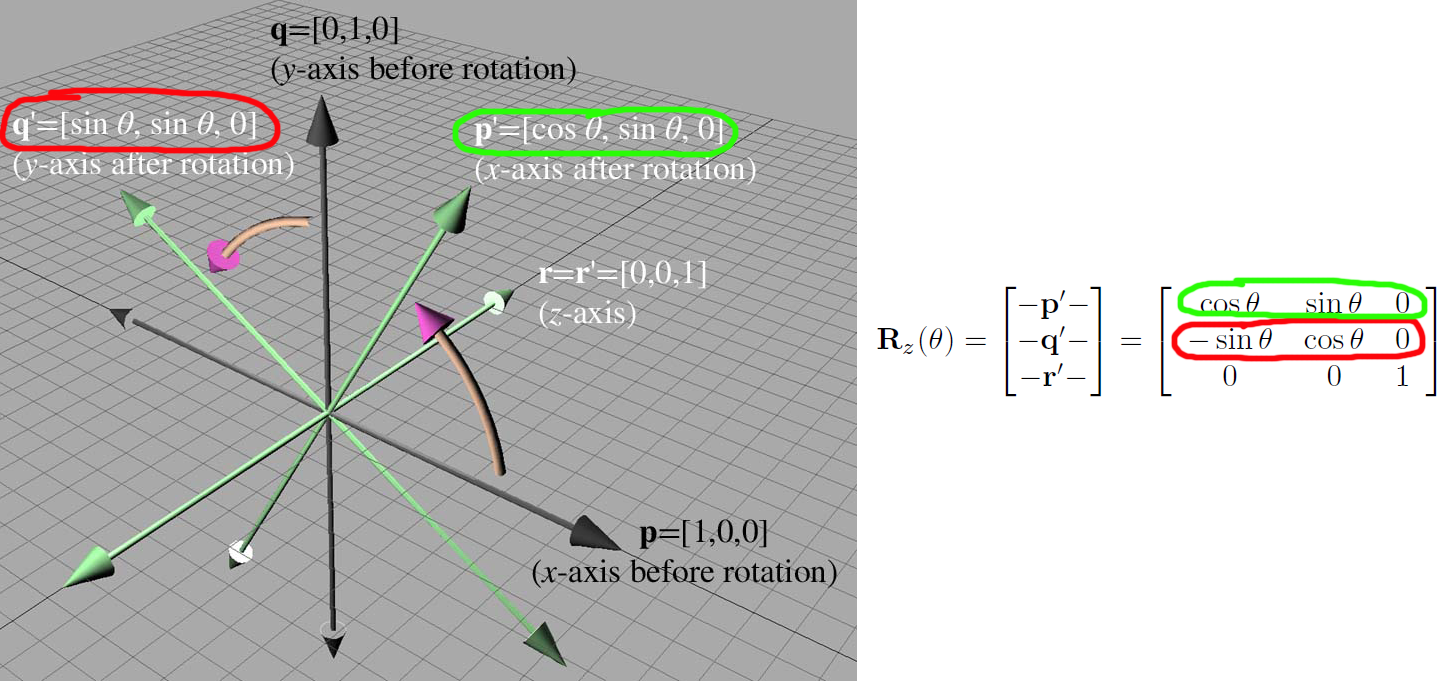 q=[0,1,0]
(y-axis before rotation)
q'=[sin θ, sin θ, 0]
(y-axis after rotation)
p'=[cos θ, sin θ, 0]
(x-axis after rotation)
r=r'=[0,0,1]
(z-axis)
p=[1,0,0]
(x-axis before rotation)
R_z(θ) = [−p′− −q′− −r′−] = [cos θ sin θ 0
− sin θ cos θ 0
0 0 1]